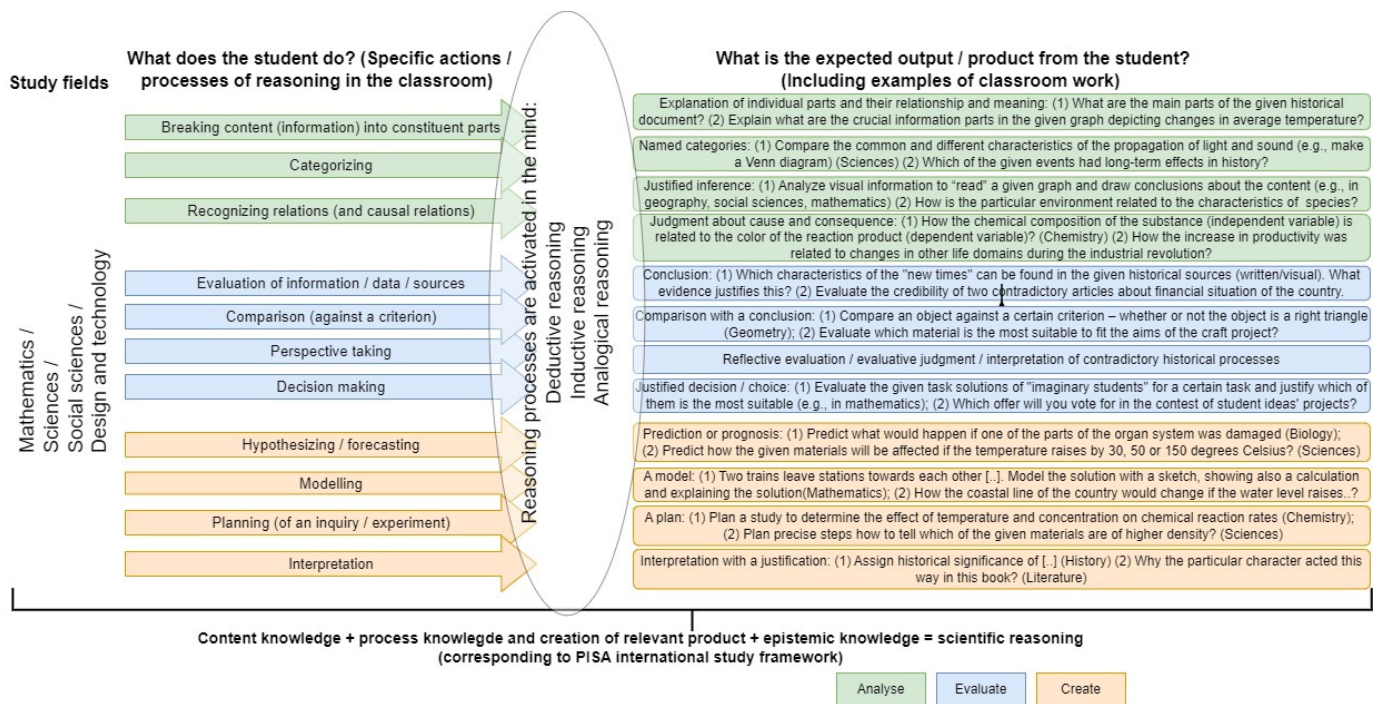 What does the student do? (Specific actions /
processes of reasoning in the classroom)
What is the expected output / product from the student?
(Including examples of classroom work)
Study fields
Mathematics /
Sciences /
Social sciences /
Design and technology
Breaking content (information) into constituent parts
Categorizing
Recognizing relations (and causal relations)
Evaluation of information / data / sources
Comparison (against a criterion)
Perspective taking
Decision making
Hypothesizing / forecasting
Modelling
Planning (of an inquiry / experiment)
Interpretation
Reasoning processes are activated in the mind:
Deductive reasoning
Inductive reasoning
Analogical reasoning
Explanation of individual parts and their relationship and meaning: (1) What are the main parts of the given historical
document? (2) Explain what are the crucial information parts in the given graph depicting changes in average temperature?
Named categories: (1) Compare the common and different characteristics of the propagation of light and sound (e.g., make
a Venn diagram) (Sciences) (2) Which of the given events had long-term effects in history?
Justified inference: (1) Analyze visual information to “read” a given graph and draw conclusions about the content (e.g., in
geography, social sciences, mathematics) (2) How is the particular environment related to the characteristics of species?
Judgment about cause and consequence: (1) How the chemical composition of the substance (independent variable) is
related to the color of the reaction product (dependent variable)? (Chemistry) (2) How the increase in productivity was
related to changes in other life domains during the industrial revolution?
Conclusion: (1) Which characteristics of the "new times" can be found in the given historical sources (written/visual). What
evidence justifies this? (2) Evaluate the credibility of two contradictory articles about financial situation of the country.
Comparison with a conclusion: (1) Compare an object against a certain criterion – whether or not the object is a right triangle
(Geometry); (2) Evaluate which material is the most suitable to fit the aims of the craft project?
Reflective evaluation / evaluative judgment / interpretation of contradictory historical processes
Justified decision / choice: (1) Evaluate the given task solutions of "imaginary students" for a certain task and justify which of
them is the most suitable (e.g., in mathematics); (2) Which offer will you vote for in the contest of student ideas' projects?
Prediction or prognosis: (1) Predict what would happen if one of the parts of the organ system was damaged (Biology);
(2) Predict how the given materials will be affected if the temperature raises by 30, 50 or 150 degrees Celsius? (Sciences)
A model: (1) Two trains leave stations towards each other [..]. Model the solution with a sketch, showing also a calculation
and explaining the solution(Mathematics); (2) How the coastal line of the country would change if the water level raises..?
A plan: (1) Plan a study to determine the effect of temperature and concentration on chemical reaction rates (Chemistry);
(2) Plan precise steps how to tell which of the given materials are of higher density? (Sciences)
Interpretation with a justification: (1) Assign historical significance of [..] (History) (2) Why the particular character acted this
way in this book? (Literature)
Content knowledge + process knowlegde and creation of relevant product + epistemic knowledge = scientific reasoning
(corresponding to PISA international study framework)
Analyse
Evaluate
Create